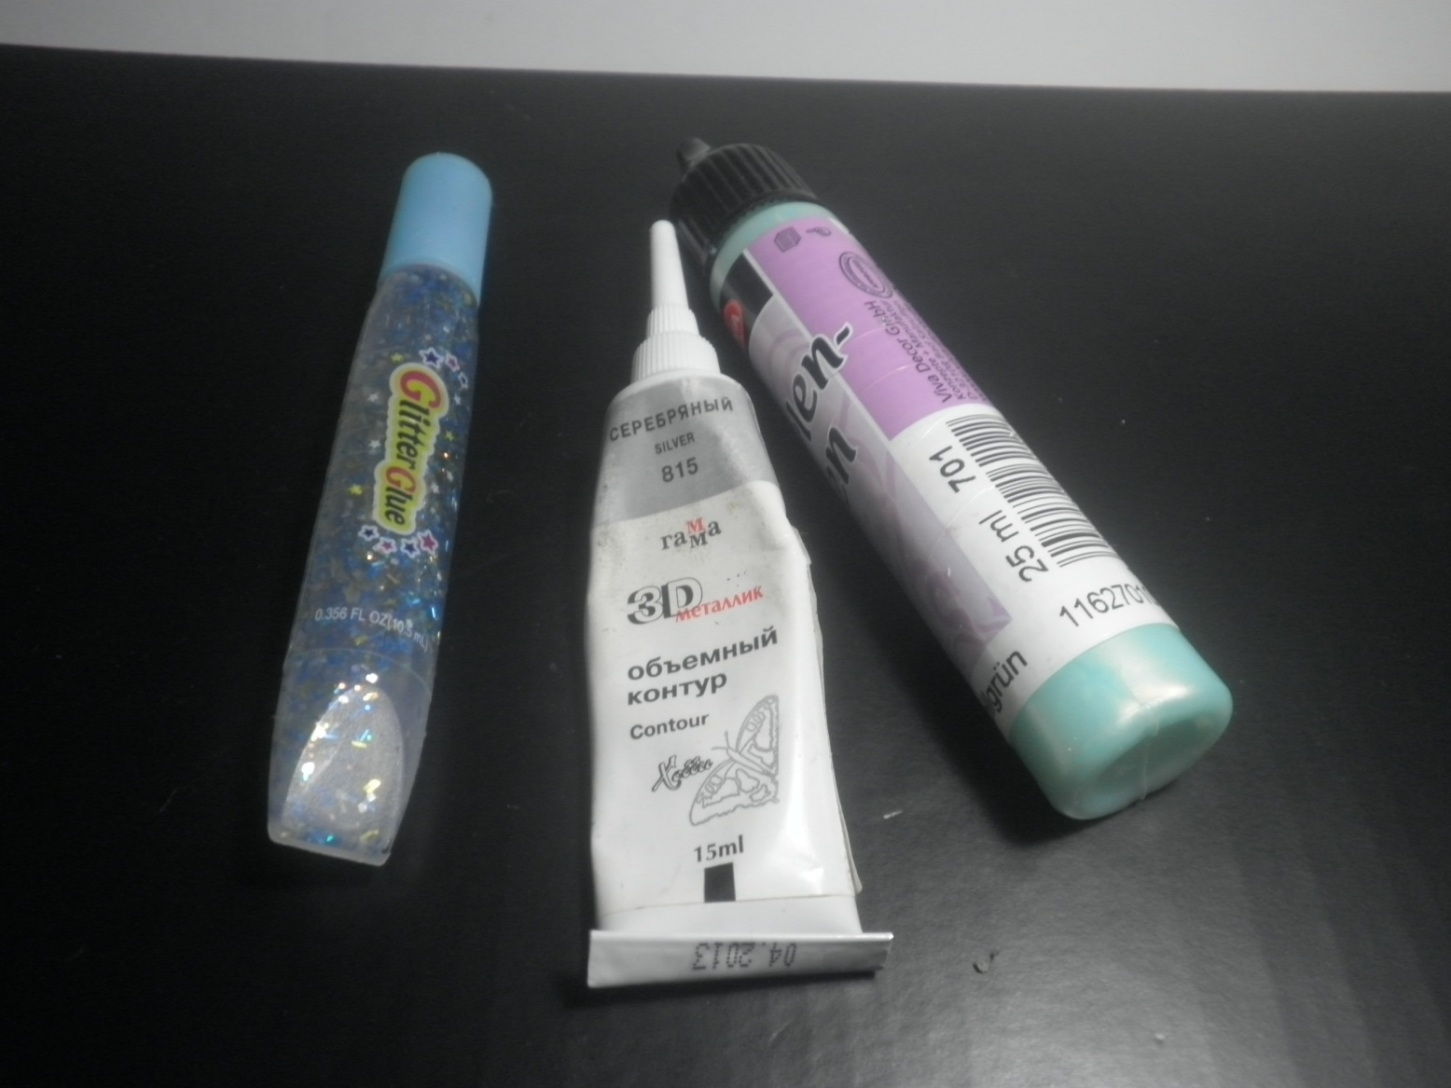 Glitter Glue
0.356 FL OZ(10.5 mL)
СЕРЕБРЯНЫЙ
SILVER
815
гамма
3D
металлик
объемный
контур
Contour
15ml
04.2013
Viva Decor GmbH
701
25 ml